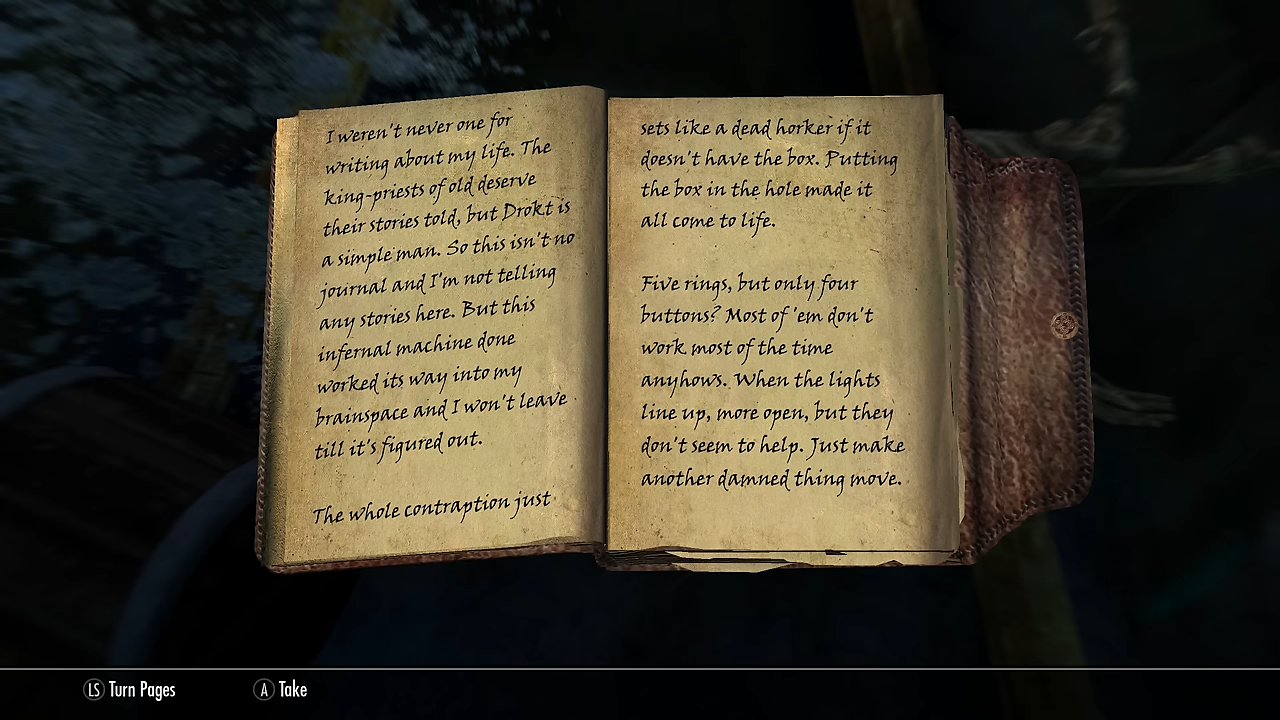 I weren't never one for
writing about my life. The
king-priests of old deserve
their stories told, but Drokt is
a simple man. So this isn't no
journal and I'm not telling
any stories here. But this
infernal machine done
worked its way into my
brainspace and I won't leave
till it's figured out.
The whole contraption just
sets like a dead horker if it
doesn't have the box. Putting
the box in the hole made it
all come to life.
Five rings, but only four
buttons? Most of 'em don't
work most of the time
anyhows. When the lights
line up, more open, but they
don't seem to help. Just make
another damned thing move.
LS Turn Pages
A Take